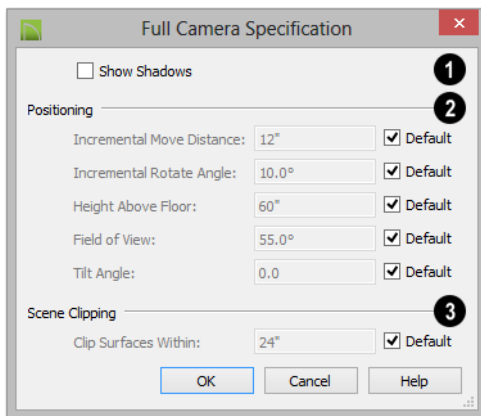 Full Camera Specification
Show Shadows 1
Positioning 2
Incremental Move Distance: 12" Default
Incremental Rotate Angle: 10.0° Default
Height Above Floor: 60" Default
Field of View: 55.0° Default
Tilt Angle: 0.0 Default
Scene Clipping 3
Clip Surfaces Within: 24" Default
OK Cancel Help